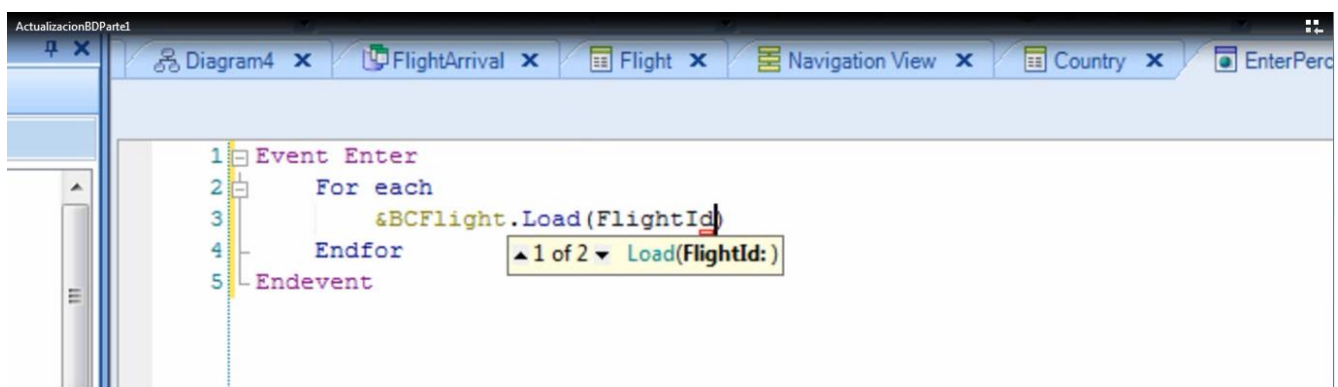 ActualizacionBDParte1
Diagram4 FlightArrival Flight Navigation View Country EnterPerc
1 Event Enter
2 For each
3 &BCFlight.Load(FlightId)
4 Endfor
1 of 2 Load(FlightId: )
5 Endevent